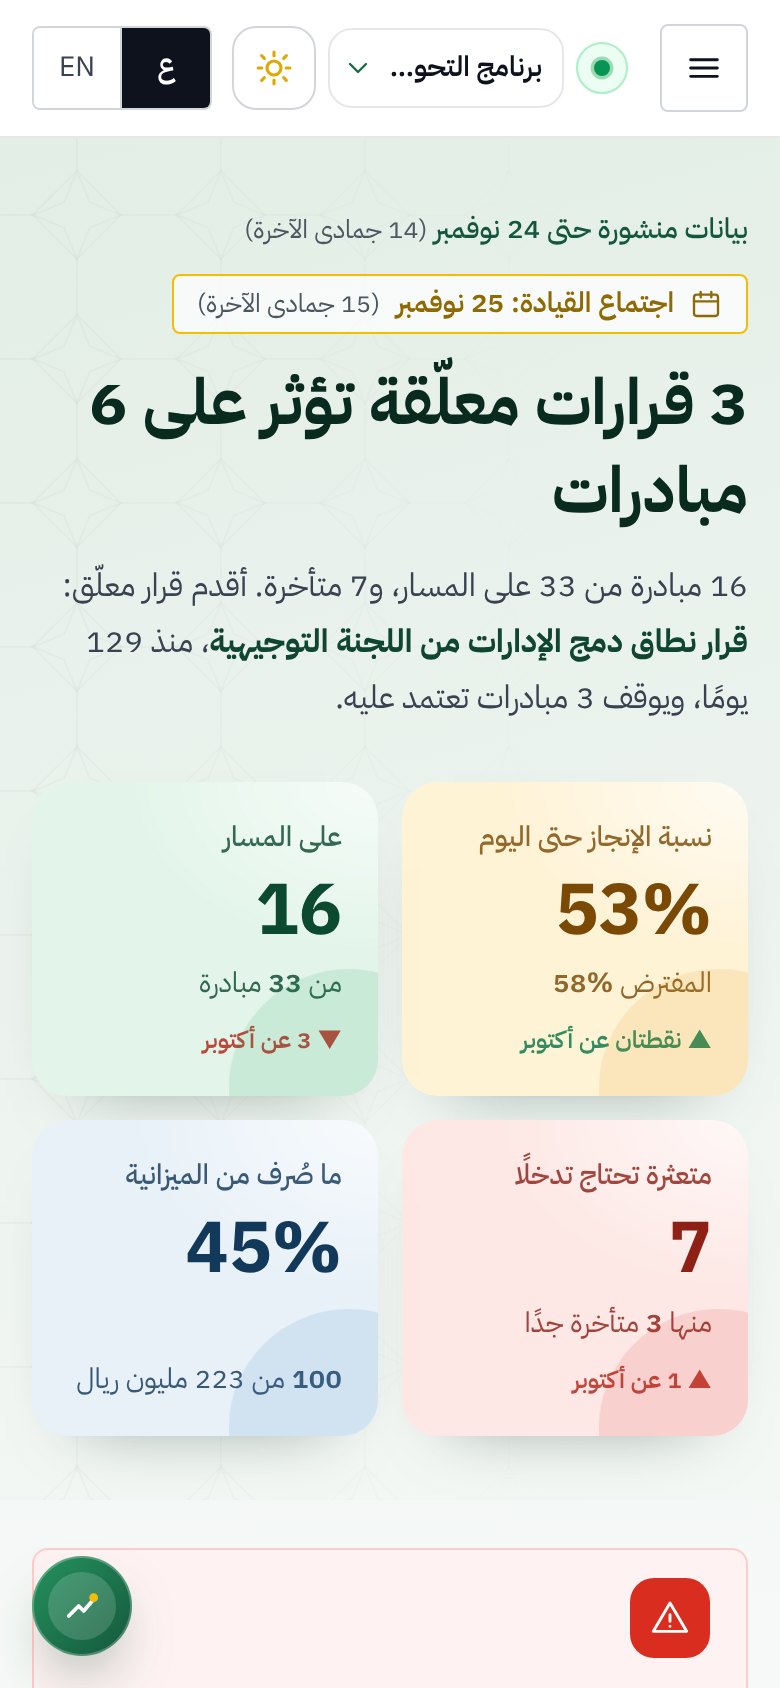 برنامج التحو...
ع
EN
بيانات منشورة حتى 24 نوفمبر (14 جمادى الآخرة)
اجتماع القيادة: 25 نوفمبر (15 جمادى الآخرة)
3 قرارات معلّقة تؤثر على 6
مبادرات
16 مبادرة من 33 على المسار، و7 متأخرة. أقدم قرار معلّق:
قرار نطاق دمج الإدارات من اللجنة التوجيهية، منذ 129
يومًا، ويوقف 3 مبادرات تعتمد عليه.
نسبة الإنجاز حتى اليوم
53%
المفترض 58%
▲ نقطتان عن أكتوبر
على المسار
16
من 33 مبادرة
▼ 3 عن أكتوبر
متعثرة تحتاج تدخلًا
7
منها 3 متأخرة جدًا
▲ 1 عن أكتوبر
ما صُرف من الميزانية
45%
100 من 223 مليون ريال